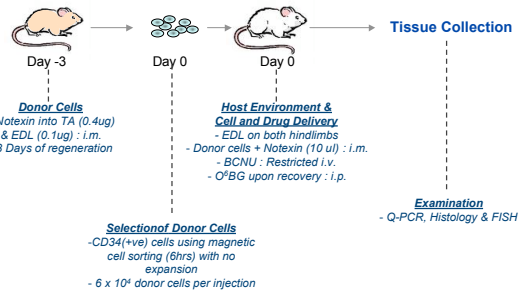 Tissue Collection
Day -3
Day 0
Day 0
Donor Cells
Notexin into TA (0.4ug)
& EDL (0.1ug) : i.m.
Days of regeneration
Host Environment &
Cell and Drug Delivery
- EDL on both hindlimbs
- Donor cells + Notexin (10 ul) : i.m.
- BCNU : Restricted i.v.
- O⁶BG upon recovery : i.p.
Examination
- Q-PCR, Histology & FISH
Selectionof Donor Cells
-CD34(+ve) cells using magnetic
cell sorting (6hrs) with no
expansion
- 6 x 10⁴ donor cells per injection